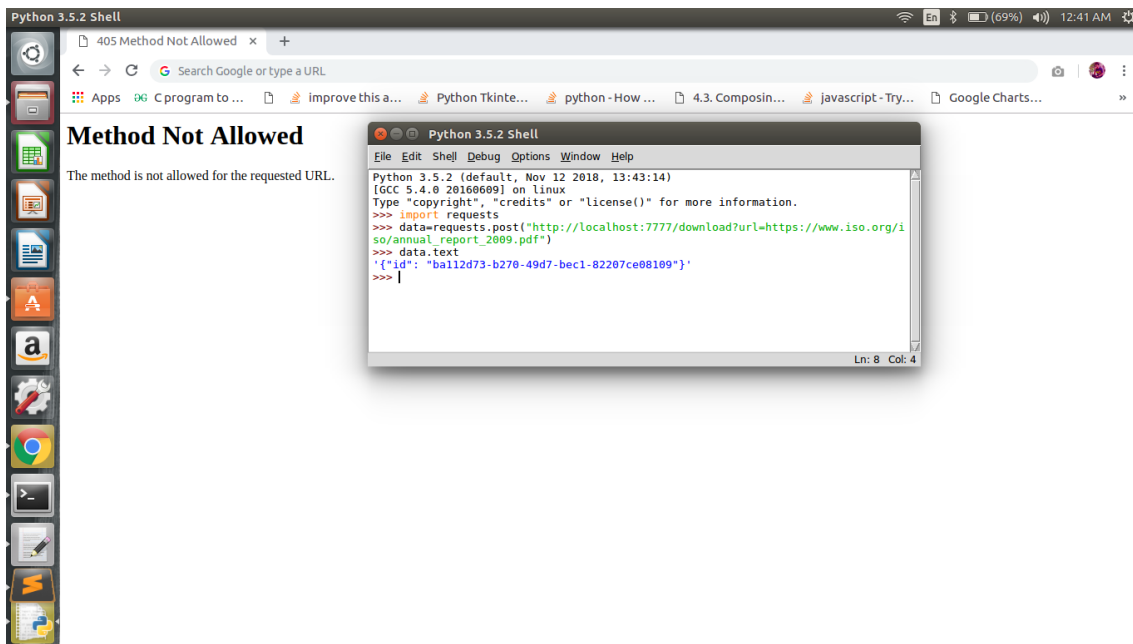 Python 3.5.2 Shell
En (69%) 12:41 AM
405 Method Not Allowed
Search Google or type a URL
Apps C program to ... improve this a... Python Tkinte... python - How ... 4.3. Composin... javascript - Try... Google Charts... »
Method Not Allowed
The method is not allowed for the requested URL.
Python 3.5.2 Shell
File Edit Shell Debug Options Window Help
Python 3.5.2 (default, Nov 12 2018, 13:43:14)
[GCC 5.4.0 20160609] on linux
Type "copyright", "credits" or "license()" for more information.
>>> import requests
>>> data=requests.post("http://localhost:7777/download?url=https://www.iso.org/i
so/annual_report_2009.pdf")
>>> data.text
'{"id": "ba112d73-b270-49d7-bec1-82207ce08109"}'
>>>
Ln: 8 Col: 4